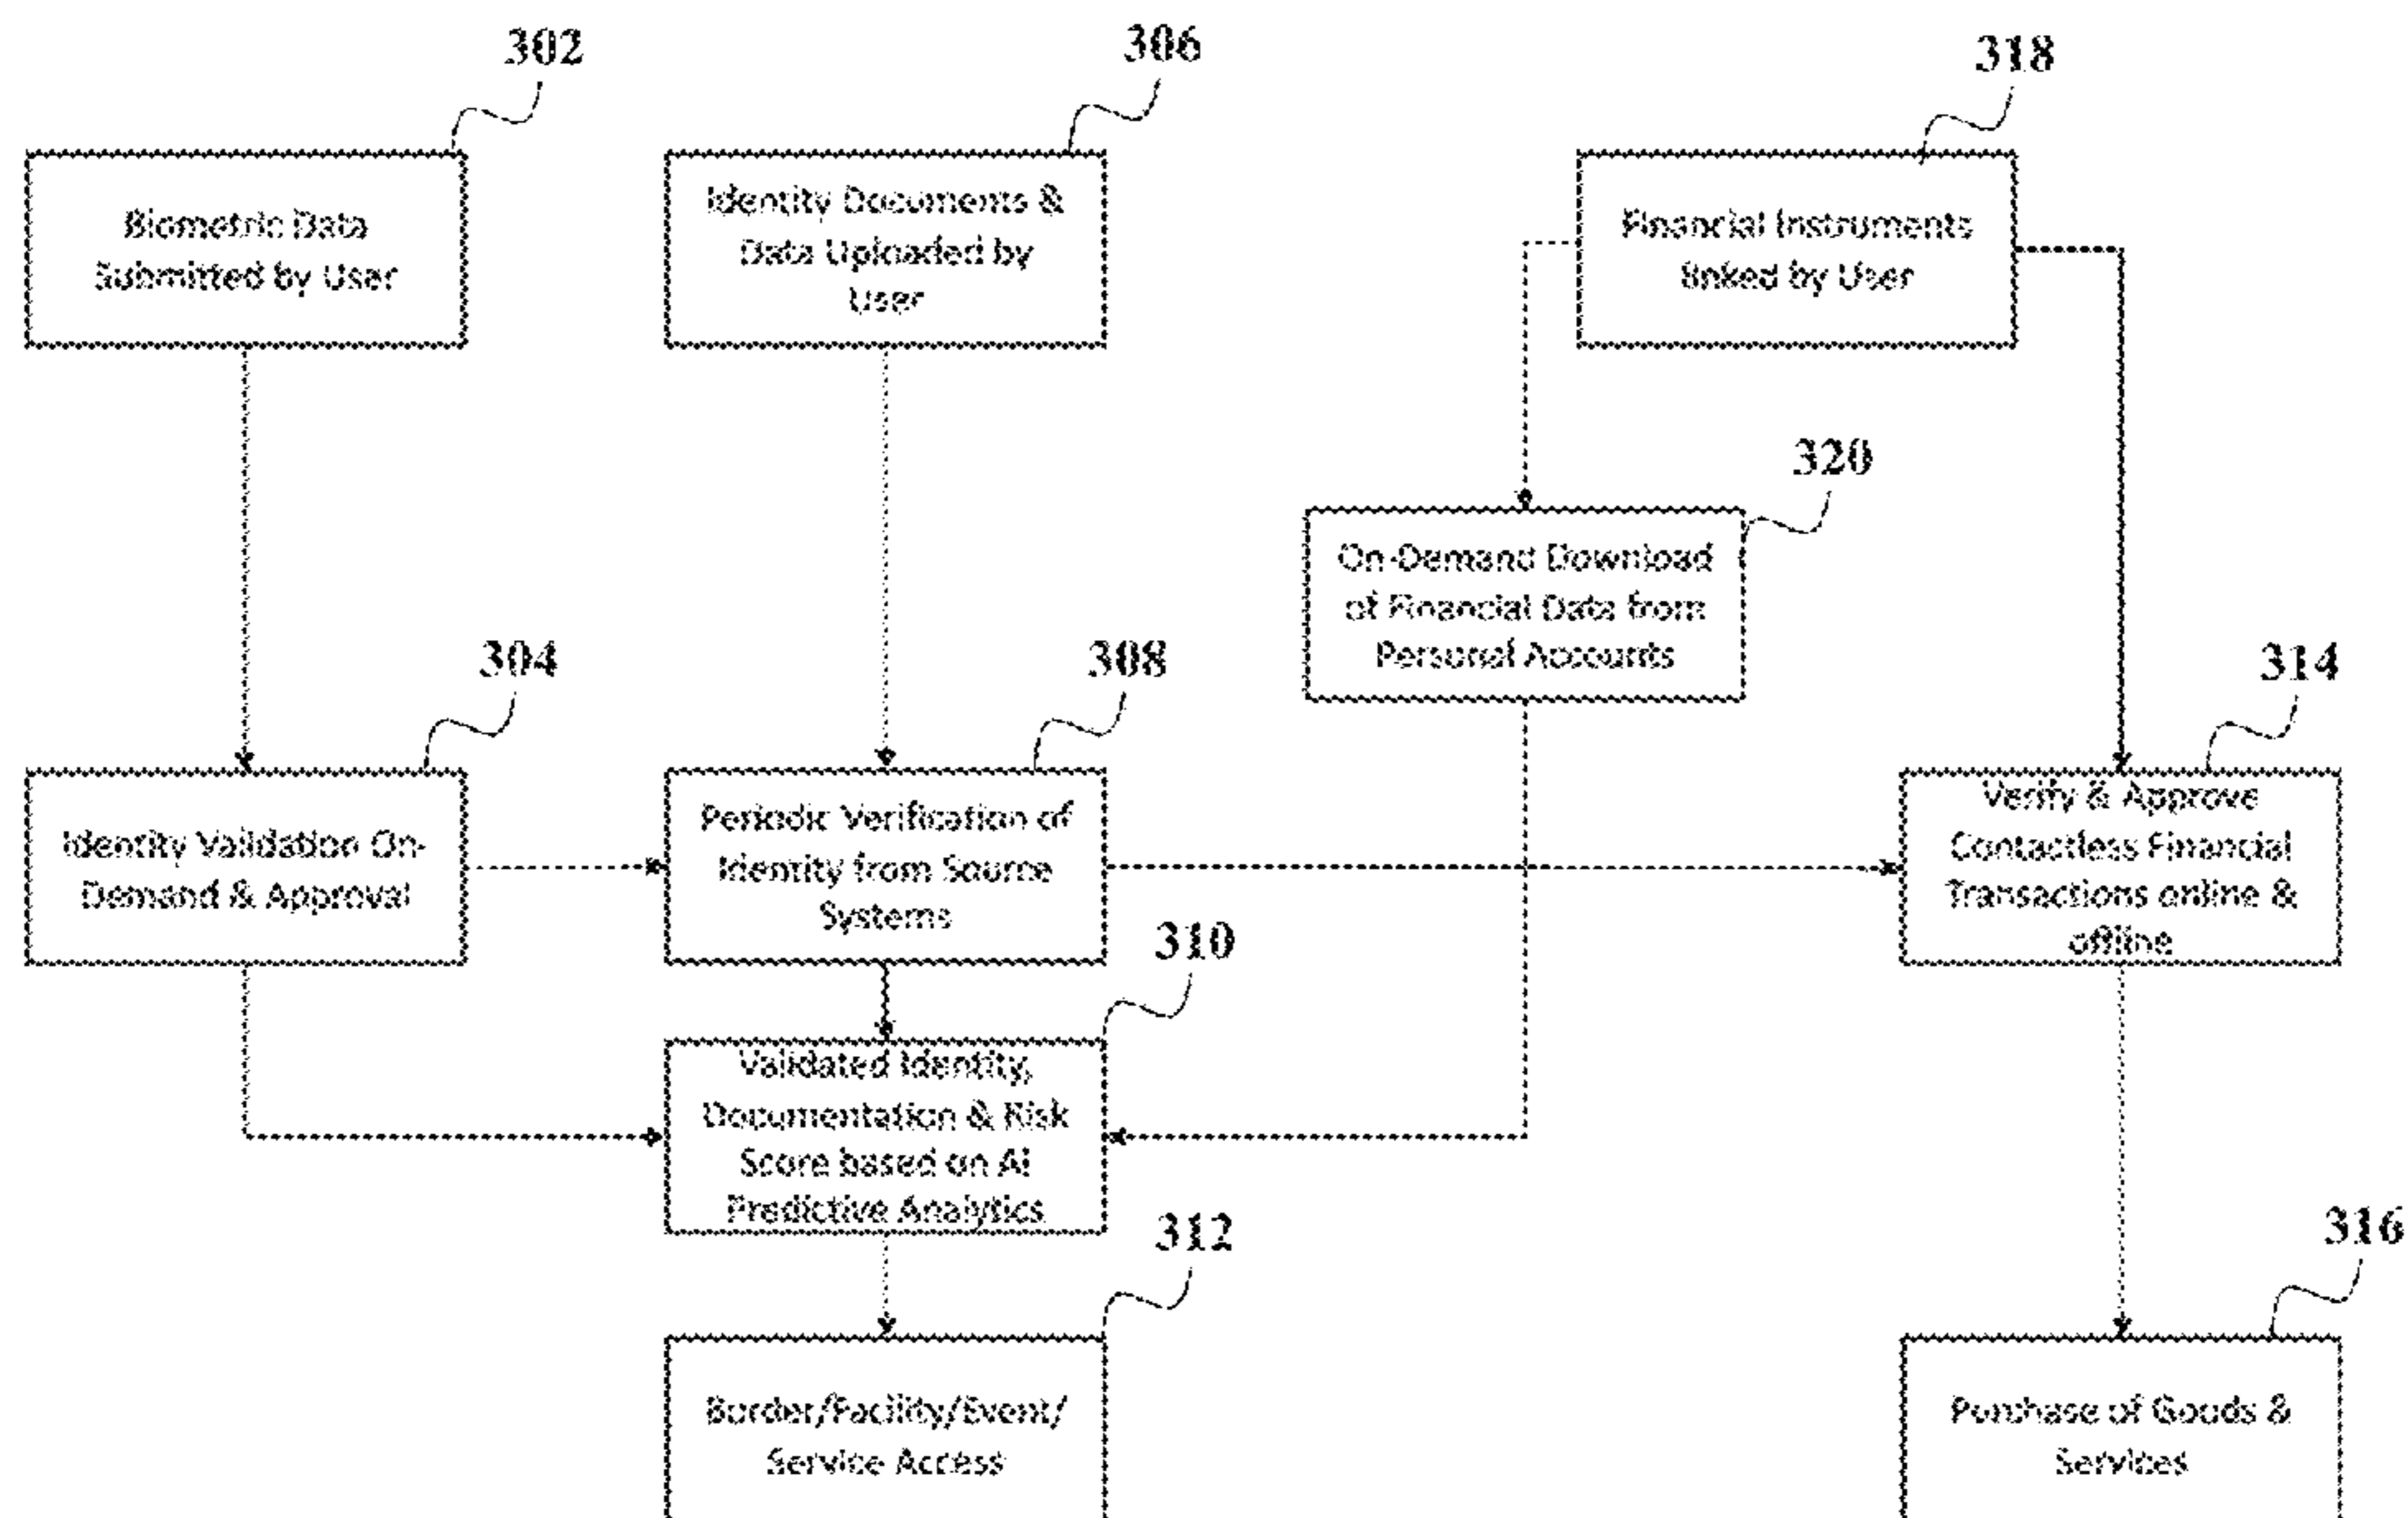 302
306
318
Biometric Data
Submitted by User
Identity Documents &
Data Uploaded by
User
Financial Instruments
linked by User
320
On-Demand Download
of Financial Data from
Personal Accounts
304
308
314
Identity Validation On-
Demand & Approval
Periodic Verification of
Identity from Source
Systems
Verify & Approve
Contactless Financial
Transactions online &
offline
310
Validated Identity,
Documentation & Risk
Score based on AI
Predictive Analytics
312
316
Border/Facility/Event/
Service Access
Purchase of Goods &
Services